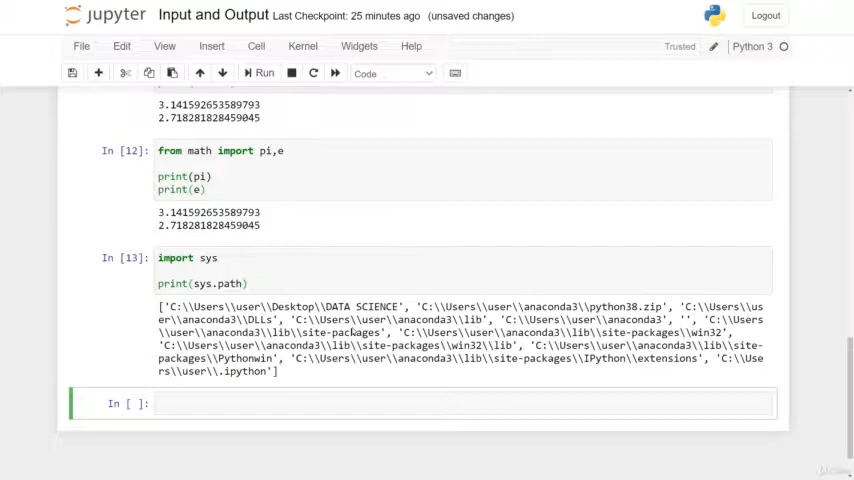 jupyter Input and Output Last Checkpoint: 25 minutes ago (unsaved changes) Logout
File Edit View Insert Cell Kernel Widgets Help Trusted Python 3
Run Code
3.141592653589793
2.718281828459045
In [12]: from math import pi,e
print(pi)
print(e)
3.141592653589793
2.718281828459045
In [13]: import sys
print(sys.path)
['C:\\Users\\user\\Desktop\\DATA SCIENCE', 'C:\\Users\\user\\anaconda3\\python38.zip', 'C:\\Users\\us
er\\anaconda3\\DLLs', 'C:\\Users\\user\\anaconda3\\lib', 'C:\\Users\\user\\anaconda3', '', 'C:\\Users
\\user\\anaconda3\\lib\\site-packages', 'C:\\Users\\user\\anaconda3\\lib\\site-packages\\win32',
'C:\\Users\\user\\anaconda3\\lib\\site-packages\\win32\\lib', 'C:\\Users\\user\\anaconda3\\lib\\site-
packages\\Pythonwin', 'C:\\Users\\user\\anaconda3\\lib\\site-packages\\IPython\\extensions', 'C:\\Use
rs\\user\\.ipython']
In [ ]: